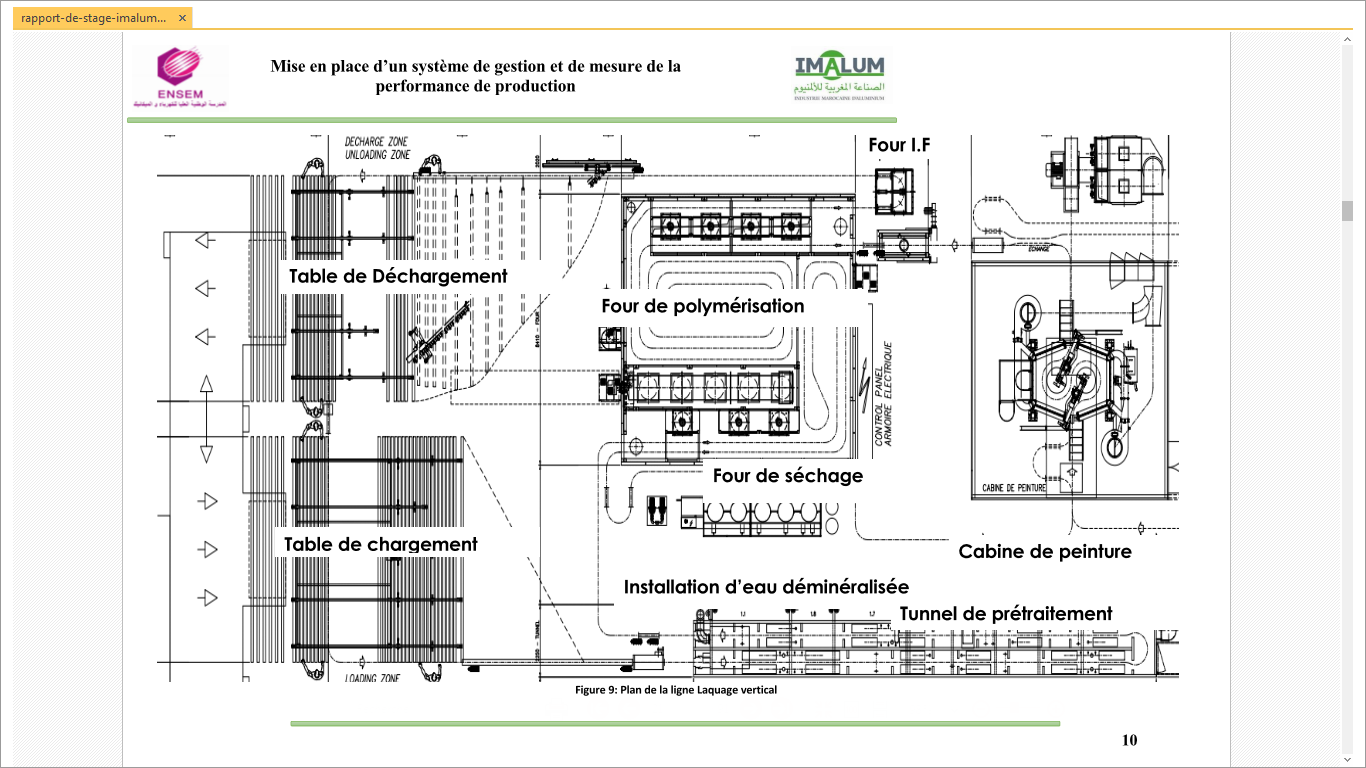 rapport-de-stage-imalum...
Mise en place d’un système de gestion et de mesure de la
performance de production
ENSEM
IMALUM
الصناعة المغربية للألنيوم
INDUSTRIE MAROCAINE D'ALUMINIUM
DECHARGE ZONE
UNLOADING ZONE
Four I.F
Table de Déchargement
Four de polymérisation
CONTROL PANEL
ARMOIRE ELECTRIQUE
Four de séchage
CABINE DE PEINTURE
Table de chargement
Cabine de peinture
Installation d’eau déminéralisée
Tunnel de prétraitement
LOADING ZONE
Figure 9: Plan de la ligne Laquage vertical
10